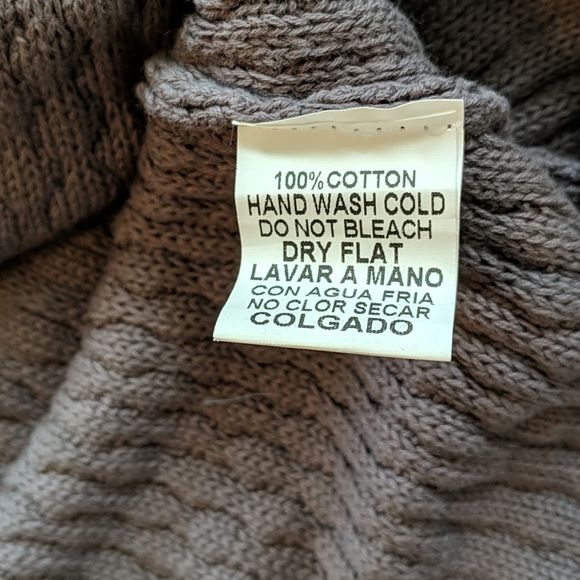 100% COTTON
HAND WASH COLD
DO NOT BLEACH
DRY FLAT
LAVAR A MANO
CON AGUA FRIA
NO CLOR SECAR
COLGADO